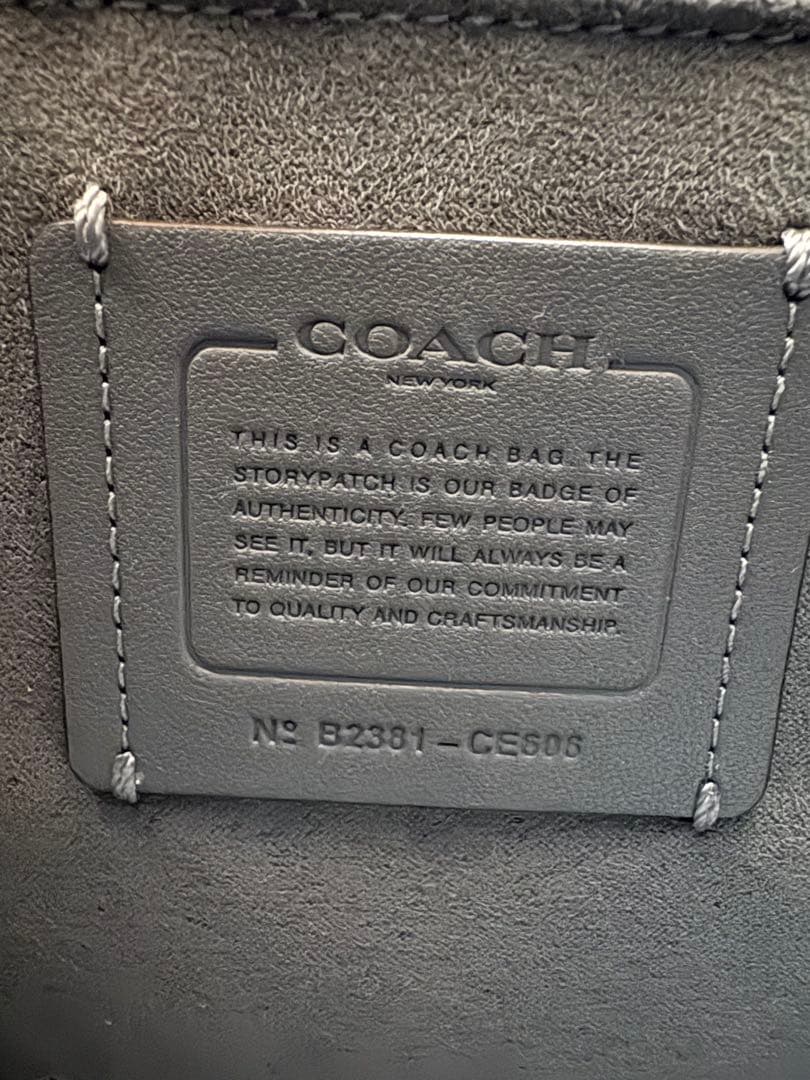 COACH
NEW YORK
THIS IS A COACH BAG. THE
STORYPATCH IS OUR BADGE OF
AUTHENTICITY. FEW PEOPLE MAY
SEE IT, BUT IT WILL ALWAYS BE A
REMINDER OF OUR COMMITMENT
TO QUALITY AND CRAFTSMANSHIP.
Nº B2381-CE606